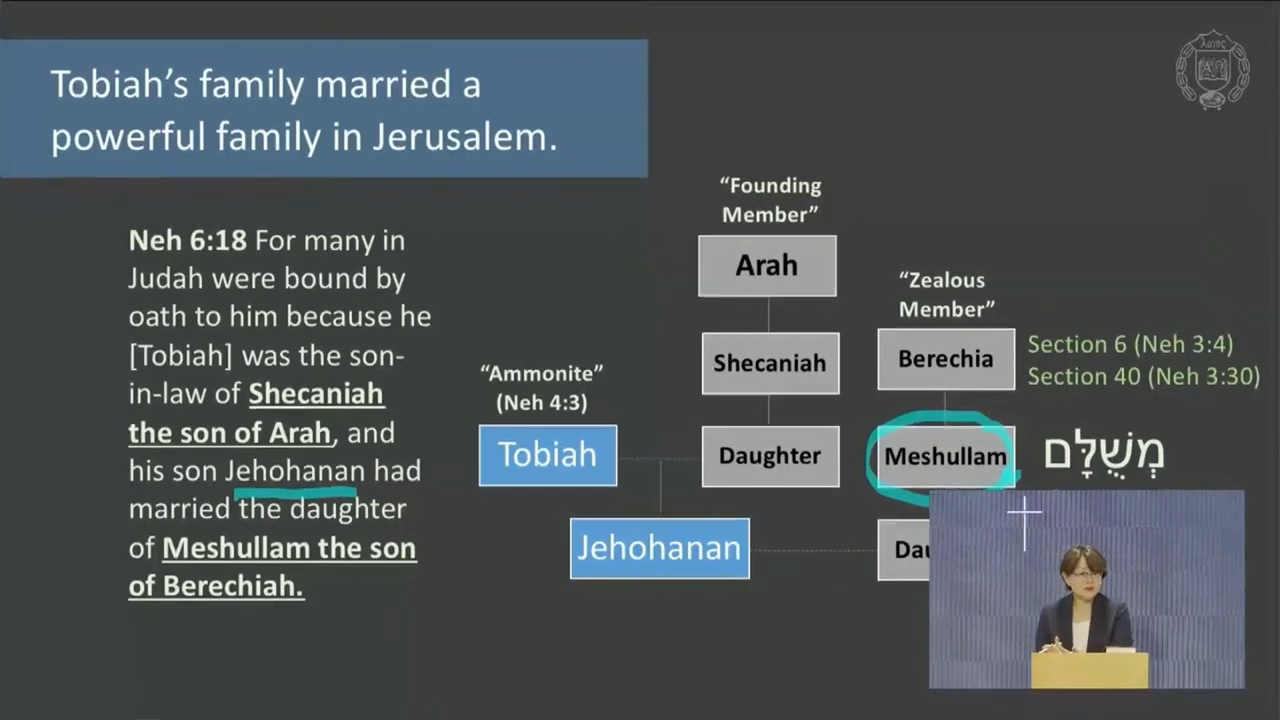 Tobiah’s family married a
powerful family in Jerusalem.
Neh 6:18 For many in
Judah were bound by
oath to him because he
[Tobiah] was the son-
in-law of Shecaniah
the son of Arah, and
his son Jehohanan had
married the daughter
of Meshullam the son
of Berechiah.
“Founding
Member”
Arah
Shecaniah
Daughter
“Ammonite”
(Neh 4:3)
Tobiah
Jehohanan
“Zealous
Member”
Berechia
Section 6 (Neh 3:4)
Section 40 (Neh 3:30)
Meshullam
מְשֻׁלָּם